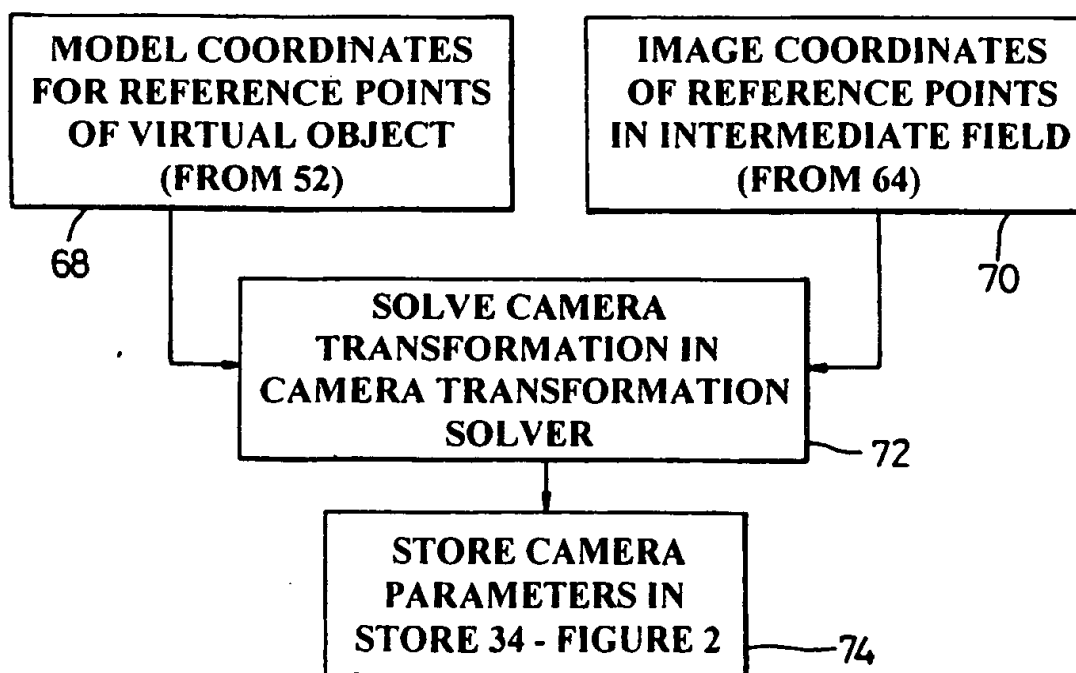 MODEL COORDINATES
FOR REFERENCE POINTS
OF VIRTUAL OBJECT
(FROM 52)
68
IMAGE COORDINATES
OF REFERENCE POINTS
IN INTERMEDIATE FIELD
(FROM 64)
70
SOLVE CAMERA
TRANSFORMATION IN
CAMERA TRANSFORMATION
SOLVER
72
STORE CAMERA
PARAMETERS IN
STORE 34 - FIGURE 2
74